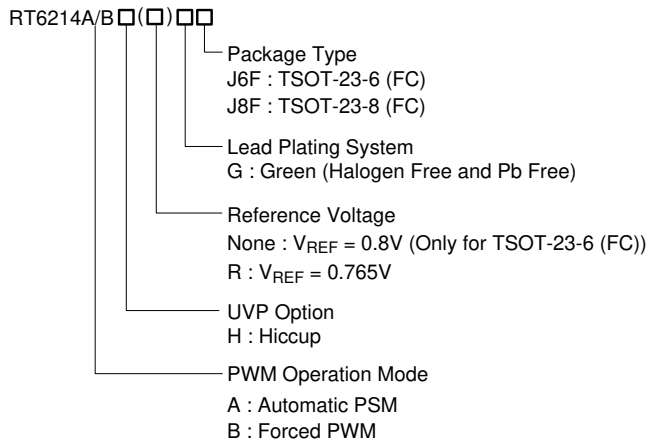 RT6214A/B □(□)□□
Package Type
J6F : TSOT-23-6 (FC)
J8F : TSOT-23-8 (FC)
Lead Plating System
G : Green (Halogen Free and Pb Free)
Reference Voltage
None : VREF = 0.8V (Only for TSOT-23-6 (FC))
R : VREF = 0.765V
UVP Option
H : Hiccup
PWM Operation Mode
A : Automatic PSM
B : Forced PWM